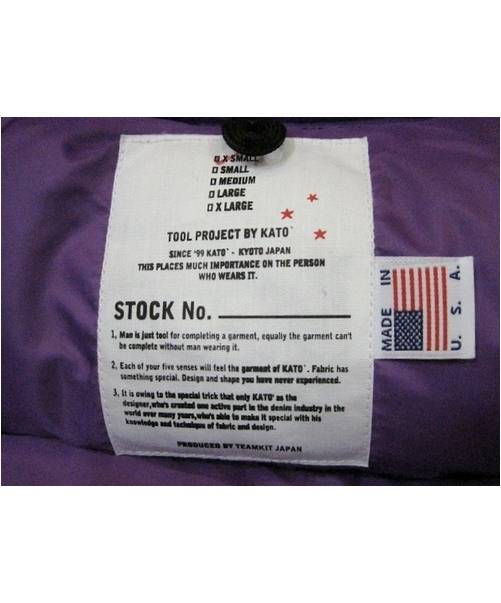 X SMALL
SMALL
MEDIUM
LARGE
X LARGE
TOOL PROJECT BY KATO`
SINCE '99 KATO` - KYOTO JAPAN
THIS PLACES MUCH IMPORTANCE ON THE PERSON
WHO WEARS IT.
STOCK No.
1, Man is just tool for completing a garment, equally the garment can't
be complete without man wearing it.
2, Each of your five senses will feel the garment of KATO`. Fabric has
something special. Design and shape you have never experienced.
3, It is owing to the special trick that only KATO` as the
designer,who's created one active part in the denim industry in the
world over many years,who's able to make it special with his
knowledge and technique of fabric and design.
PRODUCED BY TEAMKIT JAPAN
MADE IN
U. S. A.